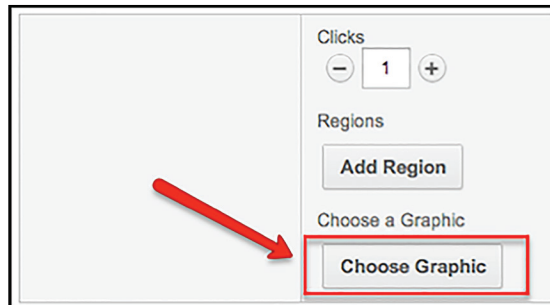 Clicks
1
Regions
Add Region
Choose a Graphic
Choose Graphic